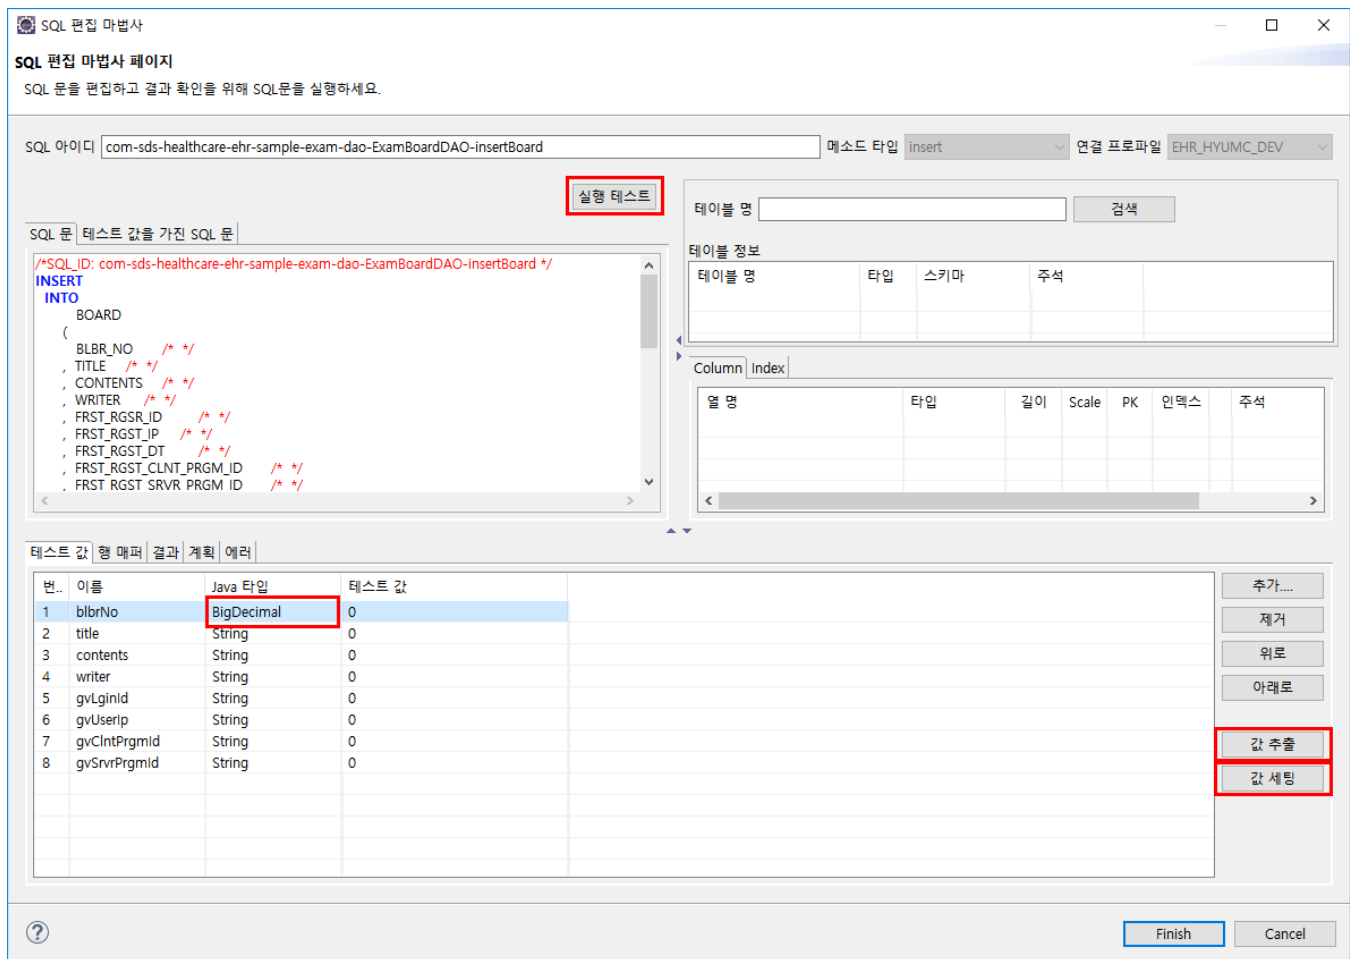 SQL 편집 마법사
SQL 편집 마법사 페이지
SQL 문을 편집하고 결과 확인을 위해 SQL문을 실행하세요.
SQL 아이디 com-sds-healthcare-ehr-sample-exam-dao-ExamBoardDAO-insertBoard 메소드 타입 insert 연결 프로파일 EHR_HYUMC_DEV
실행 테스트
SQL 문 테스트 값을 가진 SQL 문
/*SQL_ID: com-sds-healthcare-ehr-sample-exam-dao-ExamBoardDAO-insertBoard */
INSERT
INTO
BOARD
(
BLBR_NO /* */
, TITLE /* */
, CONTENTS /* */
, WRITER /* */
, FRST_RGSR_ID /* */
, FRST_RGST_IP /* */
, FRST_RGST_DT /* */
, FRST_RGST_CLNT_PRGM_ID /* */
, FRST_RGST_SRVR_PRGM_ID /* */
테이블 명 검색
테이블 정보
테이블 명 타입 스키마 주석
Column Index
열 명 타입 길이 Scale PK 인덱스 주석
테스트 값 행 매퍼 결과 계획 에러
번.. 이름 Java 타입 테스트 값
1 blbrNo BigDecimal 0
2 title String 0
3 contents String 0
4 writer String 0
5 gvLginId String 0
6 gvUserIp String 0
7 gvClntPrgmId String 0
8 gvSrvrPrgmId String 0
추가....
제거
위로
아래로
값 추출
값 세팅
?
Finish Cancel